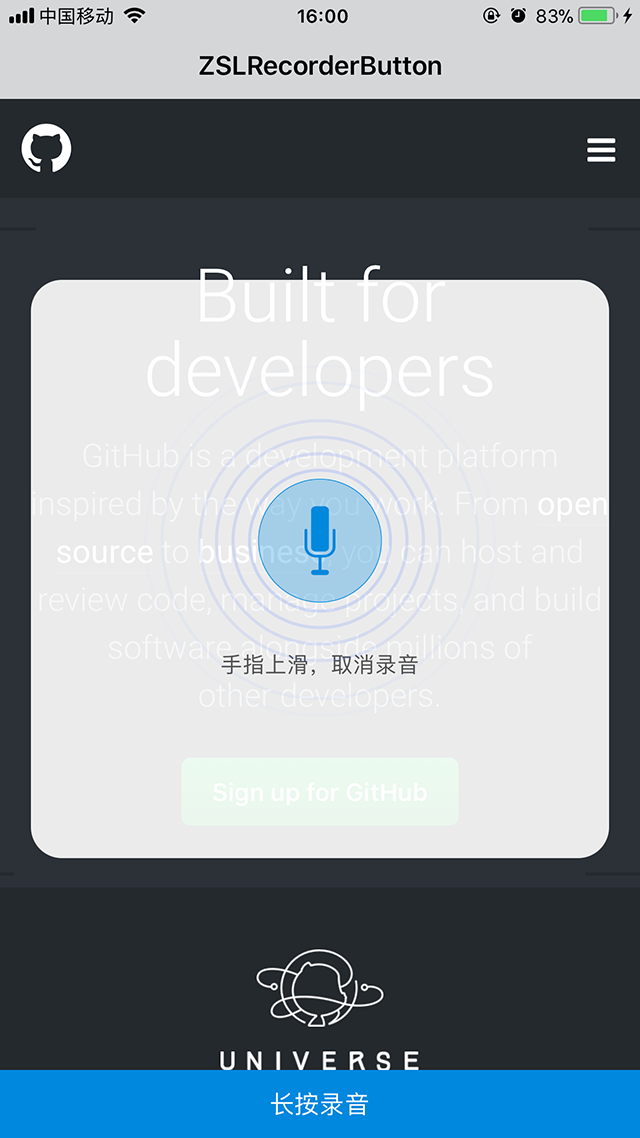 中国移动 16:00 83%
ZSLRecorderButton
Built for
developers
GitHub is a development platform
inspired by the way you work. From open
source to business, you can host and
review code, manage projects, and build
software alongside millions of
手指上滑，取消录音
other developers.
Sign up for GitHub
UNIVERSE
长按录音